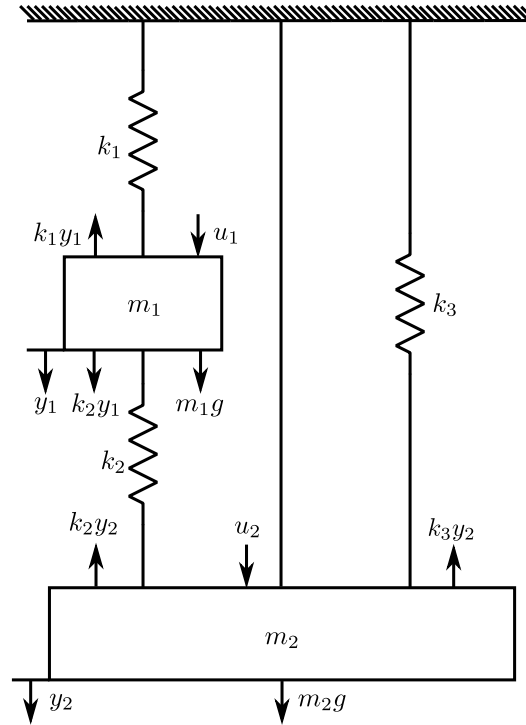 k₁
k₁y₁
u₁
m₁
k₃
y₁ k₂y₁ m₁g
k₂
k₂y₂
u₂
k₃y₂
m₂
y₂
m₂g